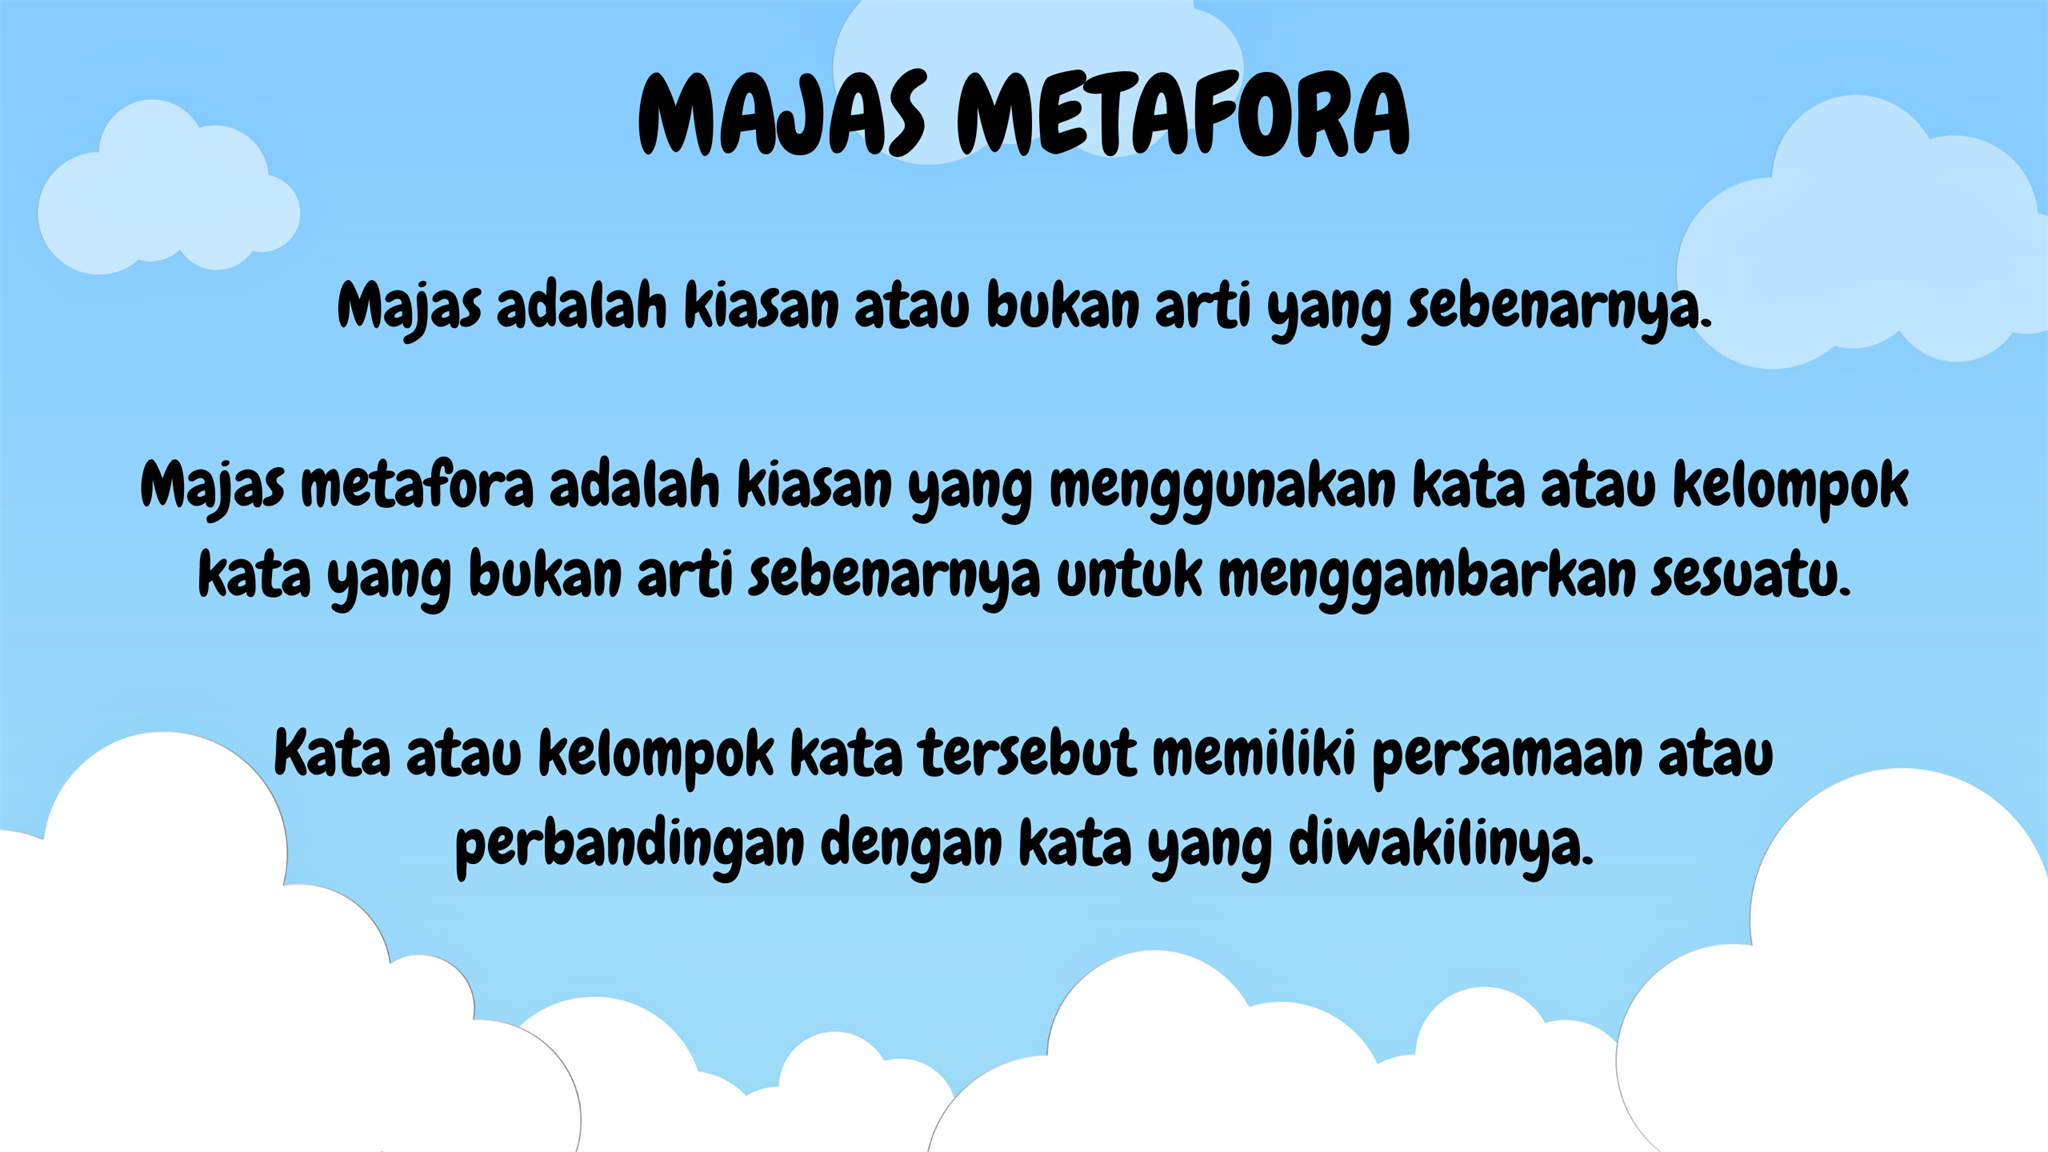 MAJAS METAFORA
Majas adalah kiasan atau bukan arti yang sebenarnya.
Majas metafora adalah kiasan yang menggunakan kata atau kelompok
kata yang bukan arti sebenarnya untuk menggambarkan sesuatu.
Kata atau kelompok kata tersebut memiliki persamaan atau
perbandingan dengan kata yang diwakilinya.